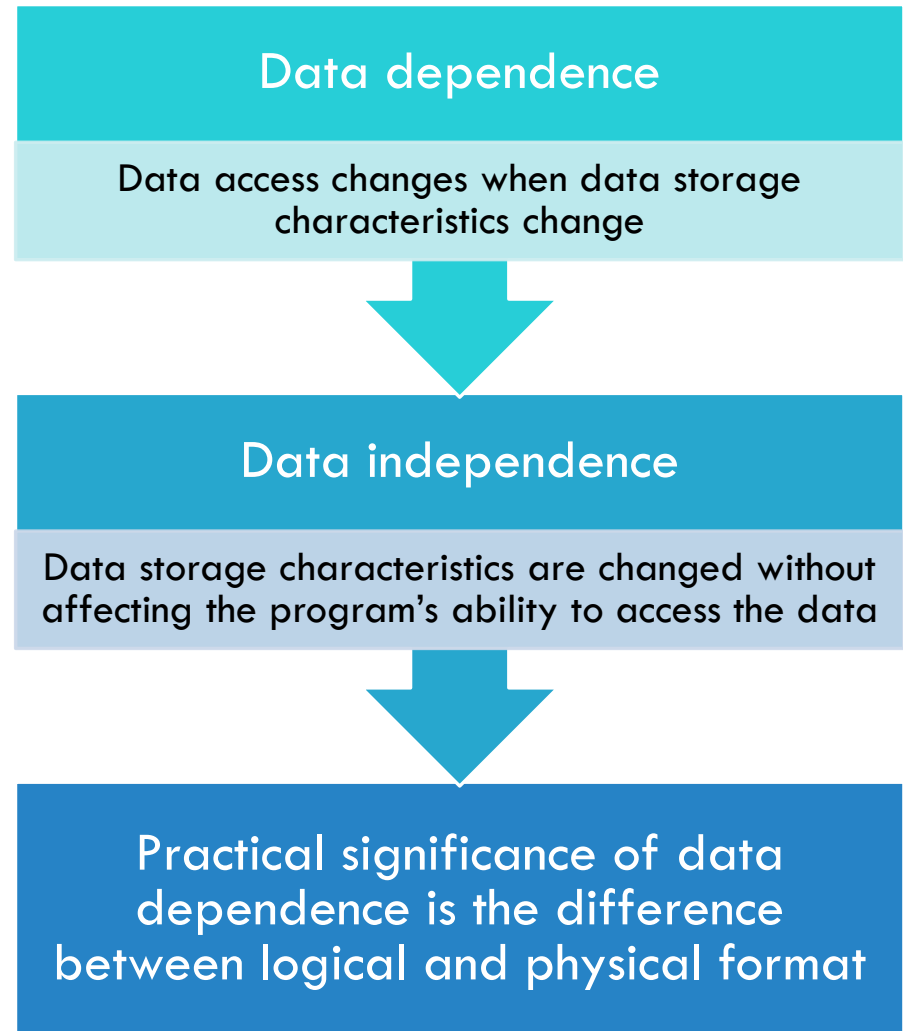 Data dependence
Data access changes when data storage
characteristics change
Data independence
Data storage characteristics are changed without
affecting the program’s ability to access the data
Practical significance of data
dependence is the difference
between logical and physical format